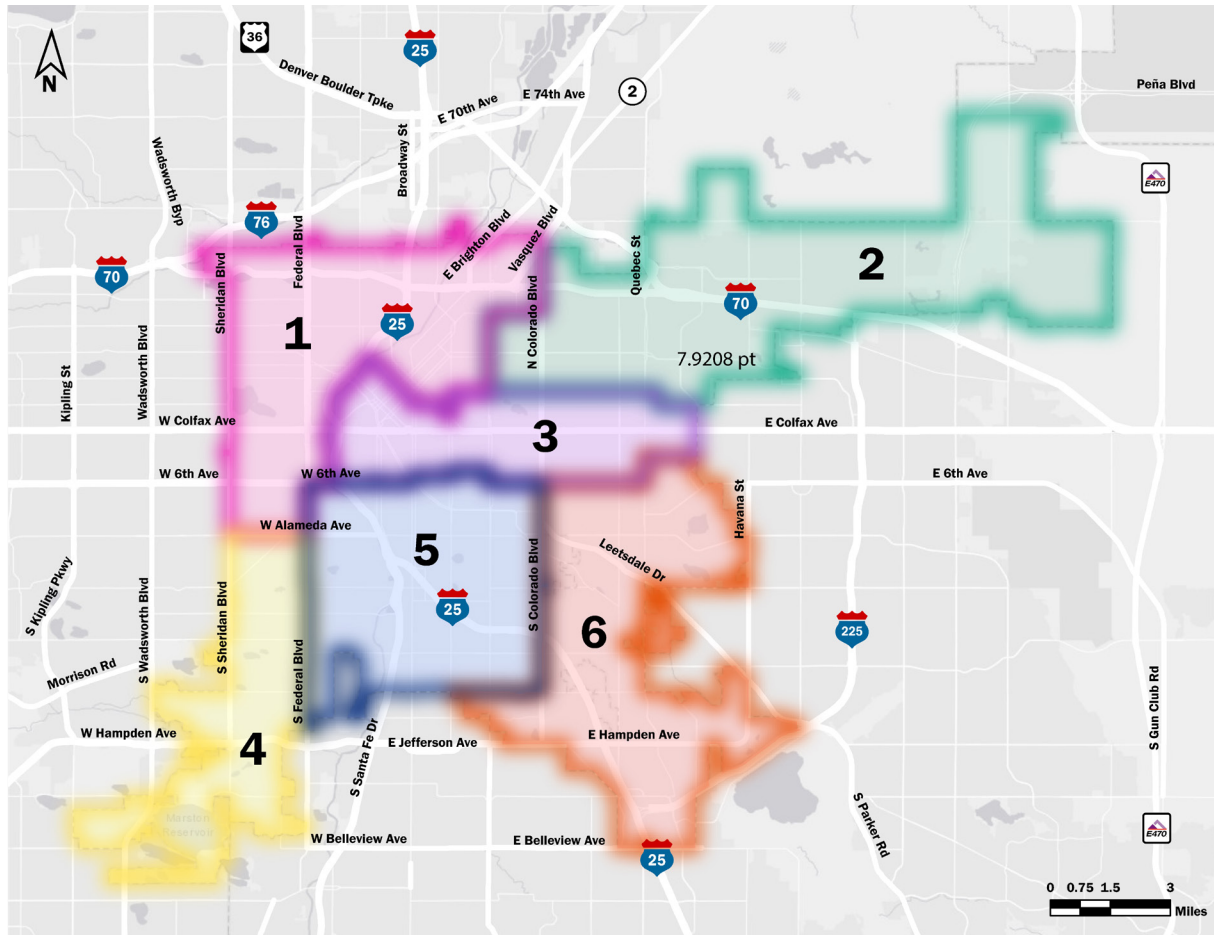 36
25
Denver Boulder Tpke
E 70th Ave
E 74th Ave
2
Peña Blvd
N
Broadway St
Wadsworth Byp
E470
76
Federal Blvd
E Brighton Blvd
Vasquez Blvd
70
Sheridan Blvd
Quebec St
2
70
25
1
N Colorado Blvd
7.9208 pt
Kipling St
Wadsworth Blvd
W Colfax Ave
3
E Colfax Ave
W 6th Ave
W 6th Ave
E 6th Ave
Havana St
W Alameda Ave
5
Leetsdale Dr
S Kipling Pkwy
S Wadsworth Blvd
S Sheridan Blvd
25
S Colorado Blvd
6
225
S Federal Blvd
Morrison Rd
S Gun Club Rd
W Hampden Ave
4
S Santa Fe Dr
E Jefferson Ave
E Hampden Ave
Marston
Reservoir
W Belleview Ave
E Belleview Ave
S Parker Rd
E470
25
0 0.75 1.5 3
Miles